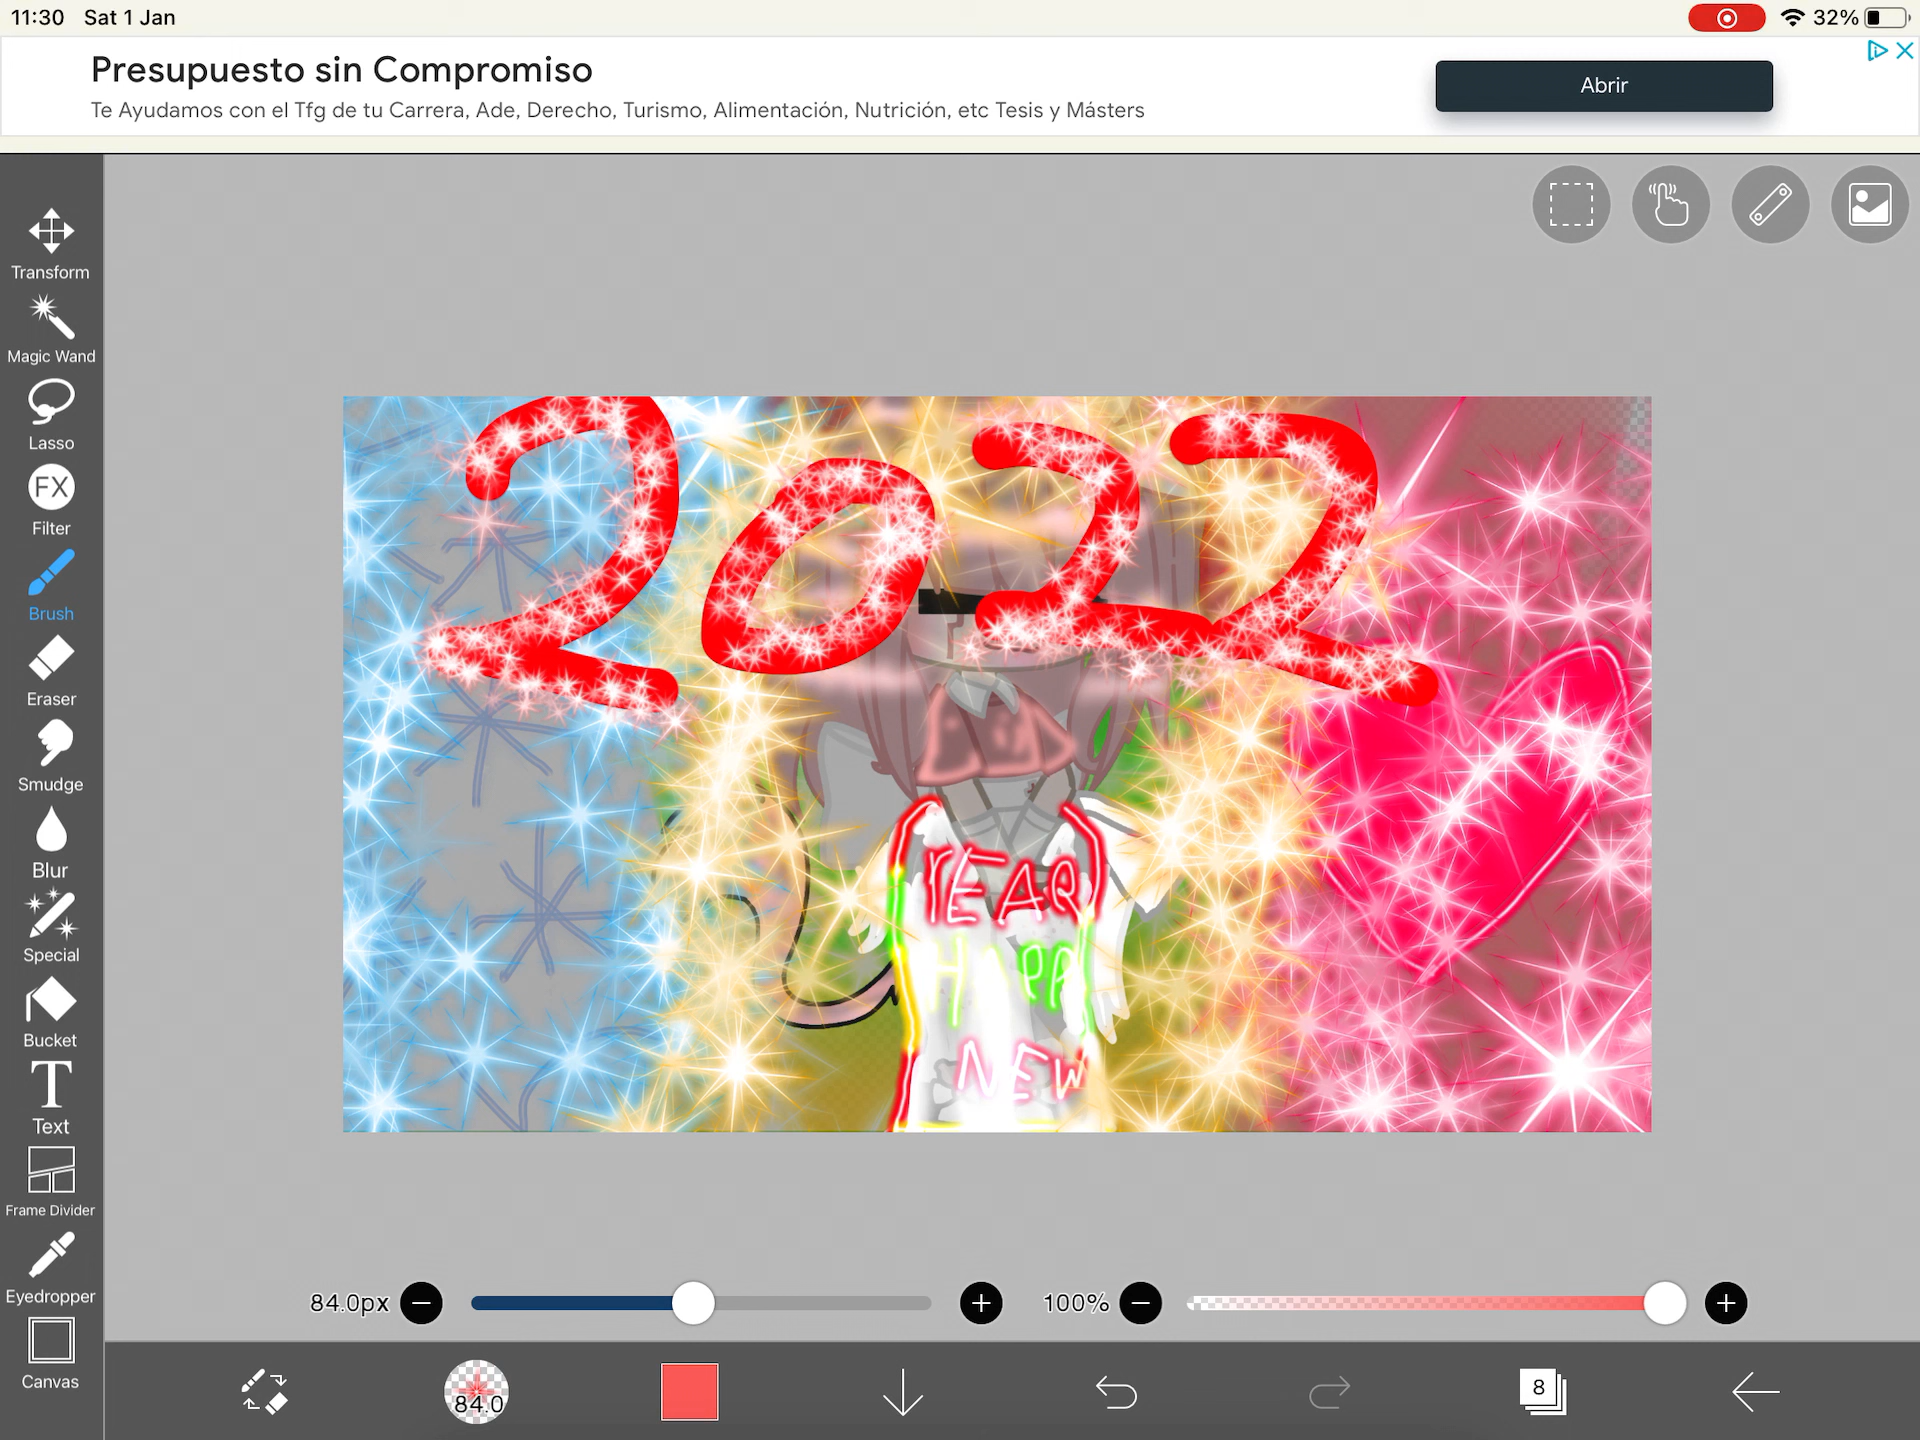 11:30 Sat 1 Jan
32%
Presupuesto sin Compromiso
Te Ayudamos con el Tfg de tu Carrera, Ade, Derecho, Turismo, Alimentación, Nutrición, etc Tesis y Másters
Abrir
Transform
Magic Wand
Lasso
FX
Filter
Brush
Eraser
Smudge
Blur
Special
Bucket
T
Text
Frame Divider
Eyedropper
Canvas
2022
YEAR
HAPP
NEW
84.0px
100%
84.0
8